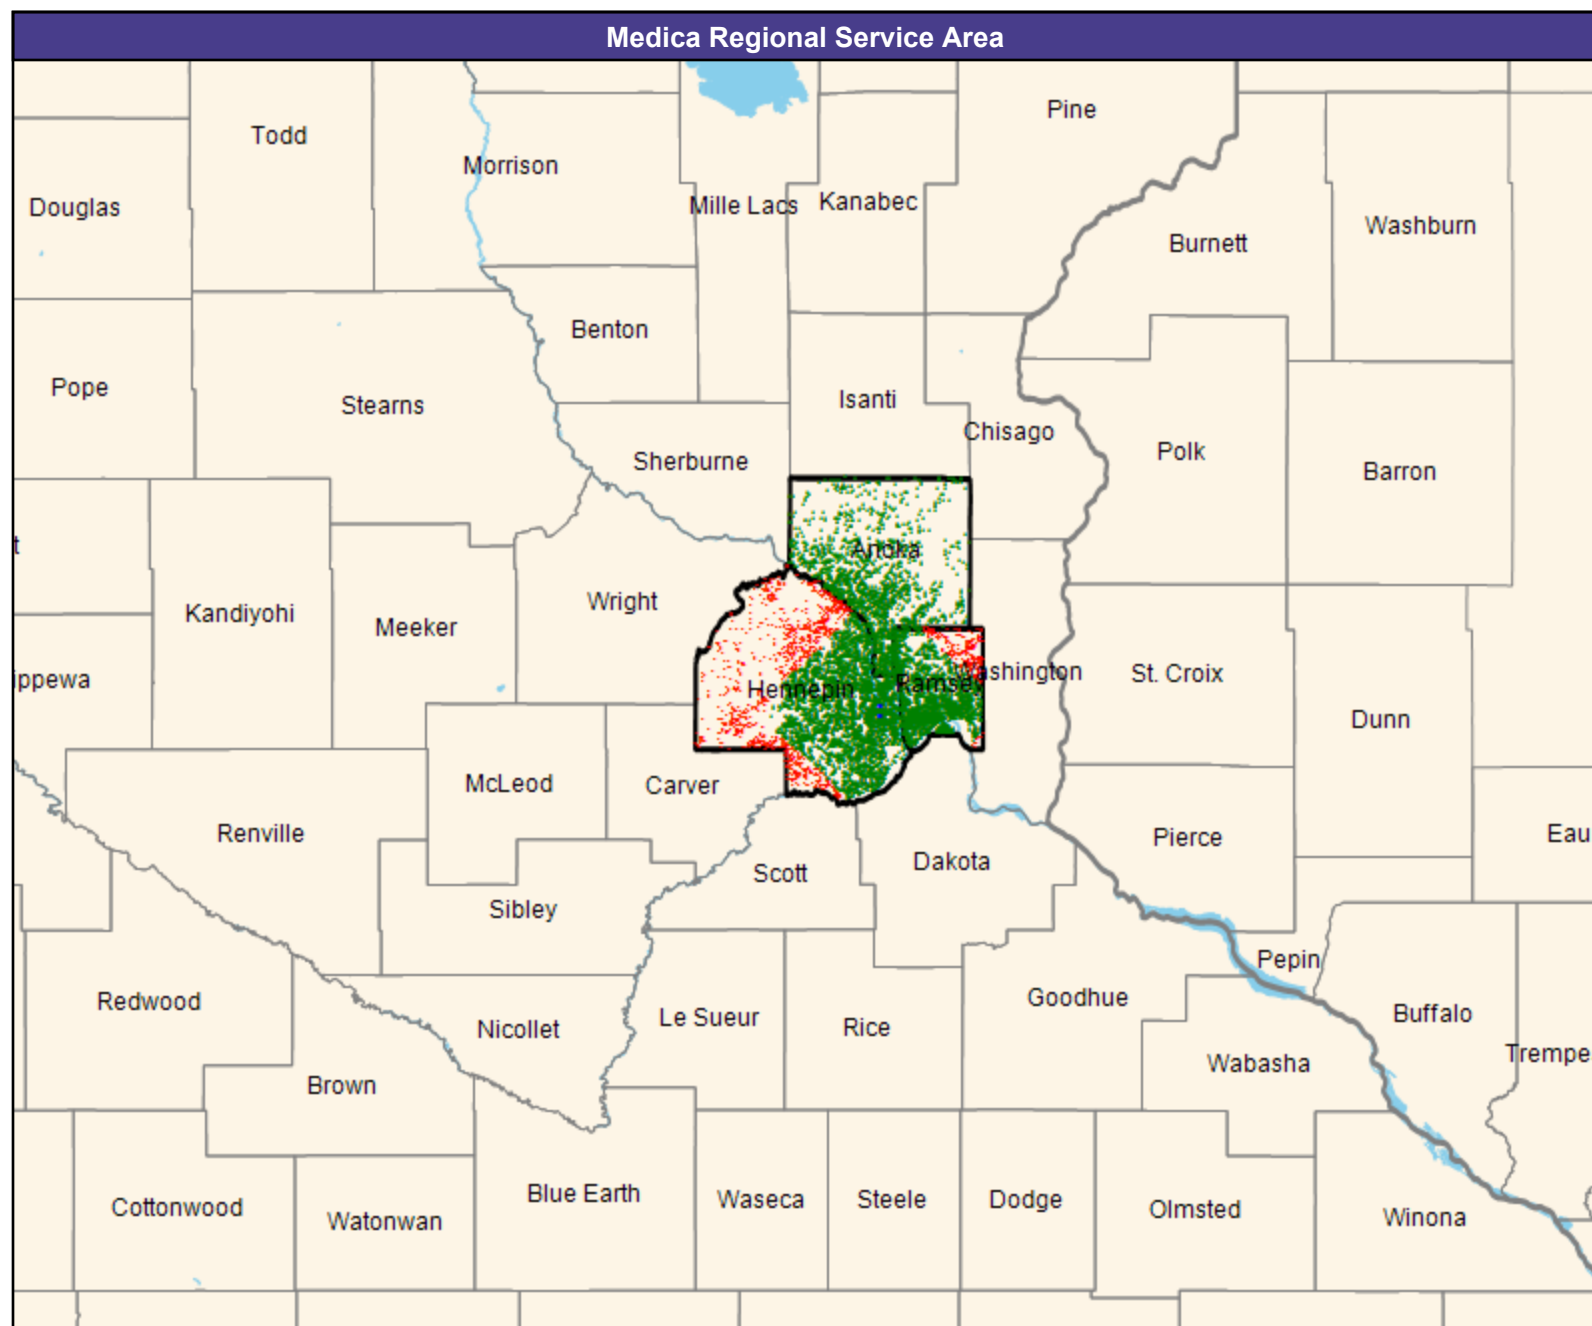 Medica Regional Service Area
Pine
Todd
Morrison
Douglas
Mille Lacs
Kanabec
Washburn
Burnett
Benton
Pope
Stearns
Isanti
Chisago
Polk
Sherburne
Barron
t
Anoka
Kandiyohi
Wright
Meeker
ippewa
Hennepin
Ramsey
Washington
St. Croix
Dunn
McLeod
Carver
Renville
Pierce
Eau
Scott
Dakota
Sibley
Pepin
Redwood
Goodhue
Nicollet
Le Sueur
Rice
Buffalo
Trempe
Wabasha
Brown
Blue Earth
Waseca
Steele
Dodge
Cottonwood
Olmsted
Watonwan
Winona